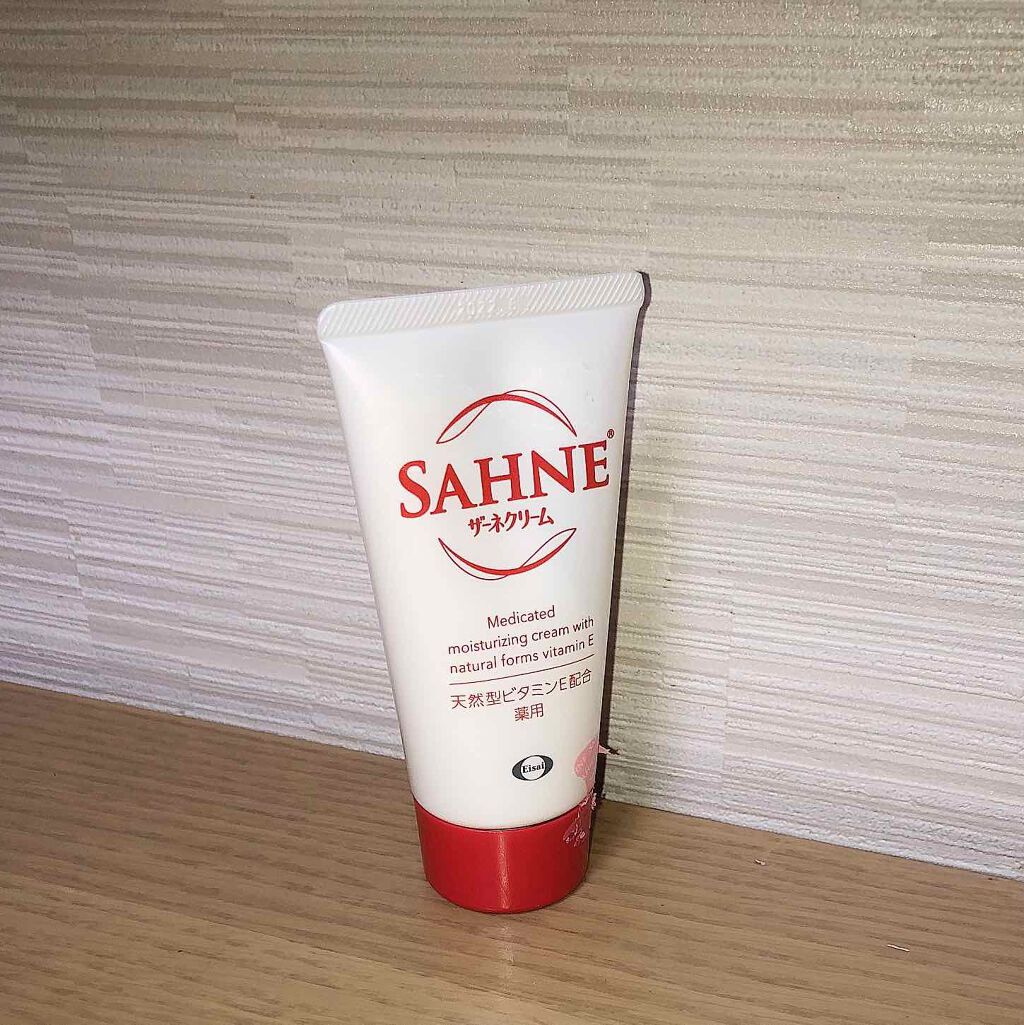 SAHNE®
ザーネクリーム
Medicated
moisturizing cream with
natural forms vitamin E
天然型ビタミンE配合
薬用
Eisai